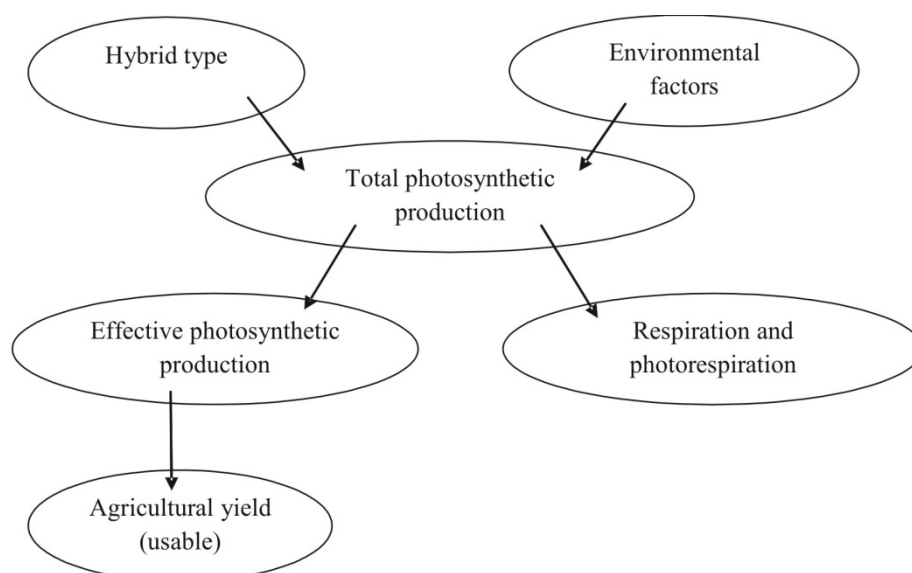 Hybrid type
Environmental
factors
Total photosynthetic
production
Effective photosynthetic
production
Respiration and
photorespiration
Agricultural yield
(usable)